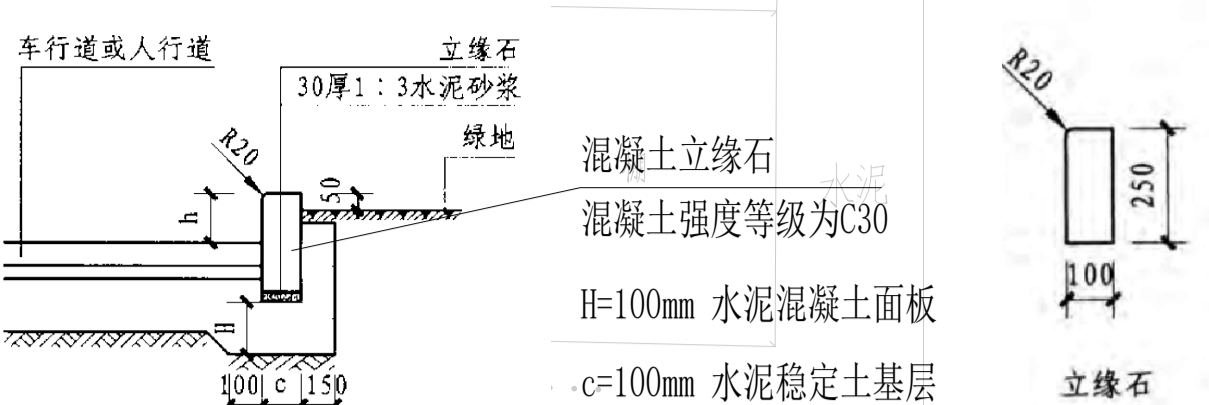 车行道或人行道
立缘石
30厚1：3水泥砂浆
绿地
R20
50
h
H
100 c 150
混凝土立缘石
水泥
混凝土强度等级为C30
H=100mm 水泥混凝土面板
c=100mm 水泥稳定土基层
R20
250
100
立缘石